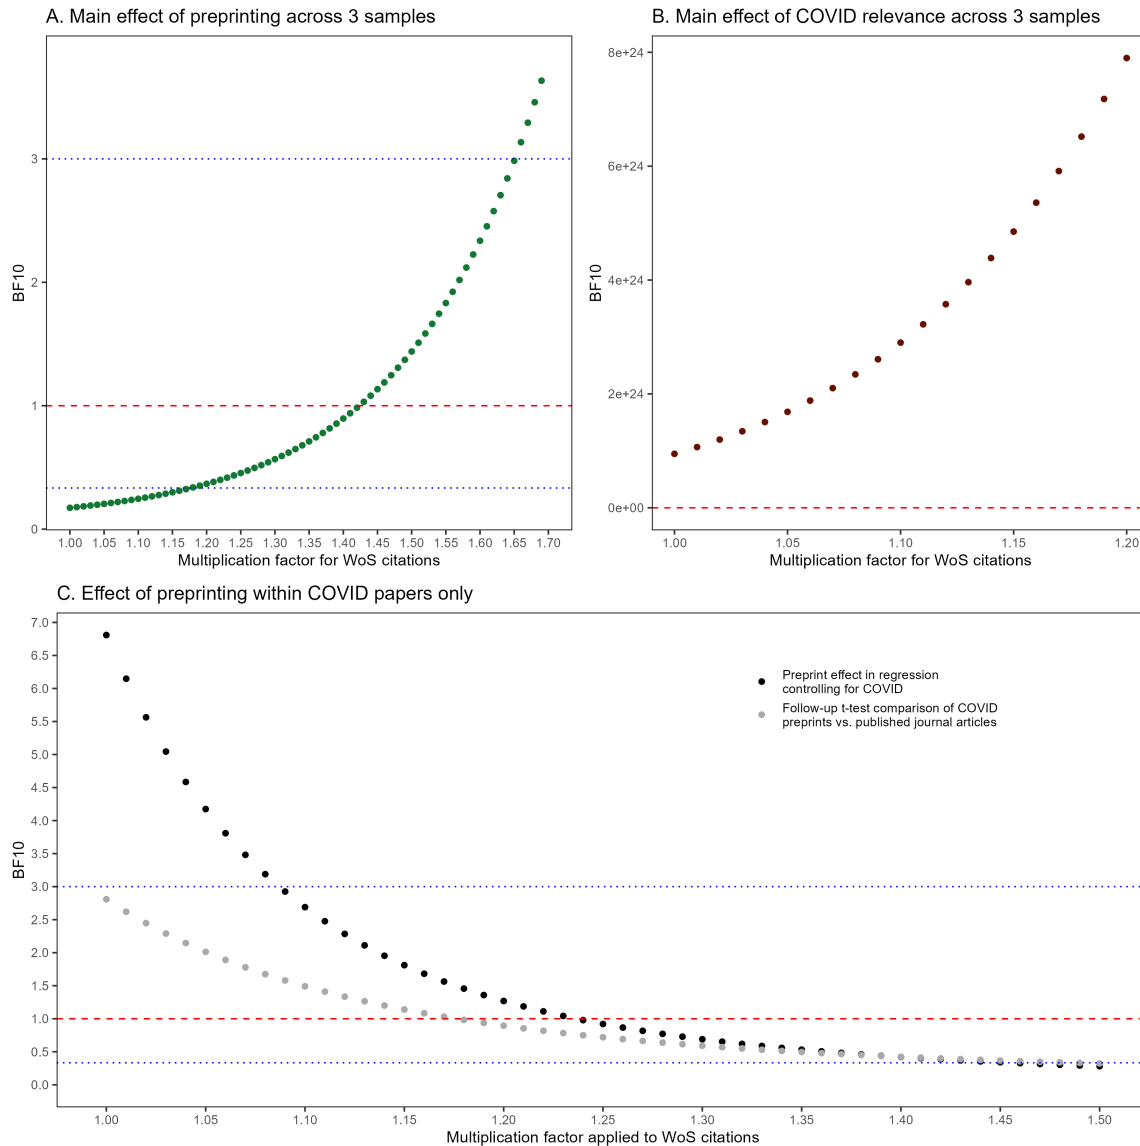 A. Main effect of preprinting across 3 samples
BF10
3
2
1
0
1.00 1.05 1.10 1.15 1.20 1.25 1.30 1.35 1.40 1.45 1.50 1.55 1.60 1.65 1.70
Multiplication factor for WoS citations
B. Main effect of COVID relevance across 3 samples
BF10
8e+24
6e+24
4e+24
2e+24
0e+00
1.00 1.05 1.10 1.15 1.20
Multiplication factor for WoS citations
C. Effect of preprinting within COVID papers only
BF10
7.0
6.5
6.0
5.5
5.0
4.5
4.0
3.5
3.0
2.5
2.0
1.5
1.0
0.5
0.0
Preprint effect in regression
controlling for COVID
Follow-up t-test comparison of COVID
preprints vs. published journal articles
1.00 1.05 1.10 1.15 1.20 1.25 1.30 1.35 1.40 1.45 1.50
Multiplication factor applied to WoS citations